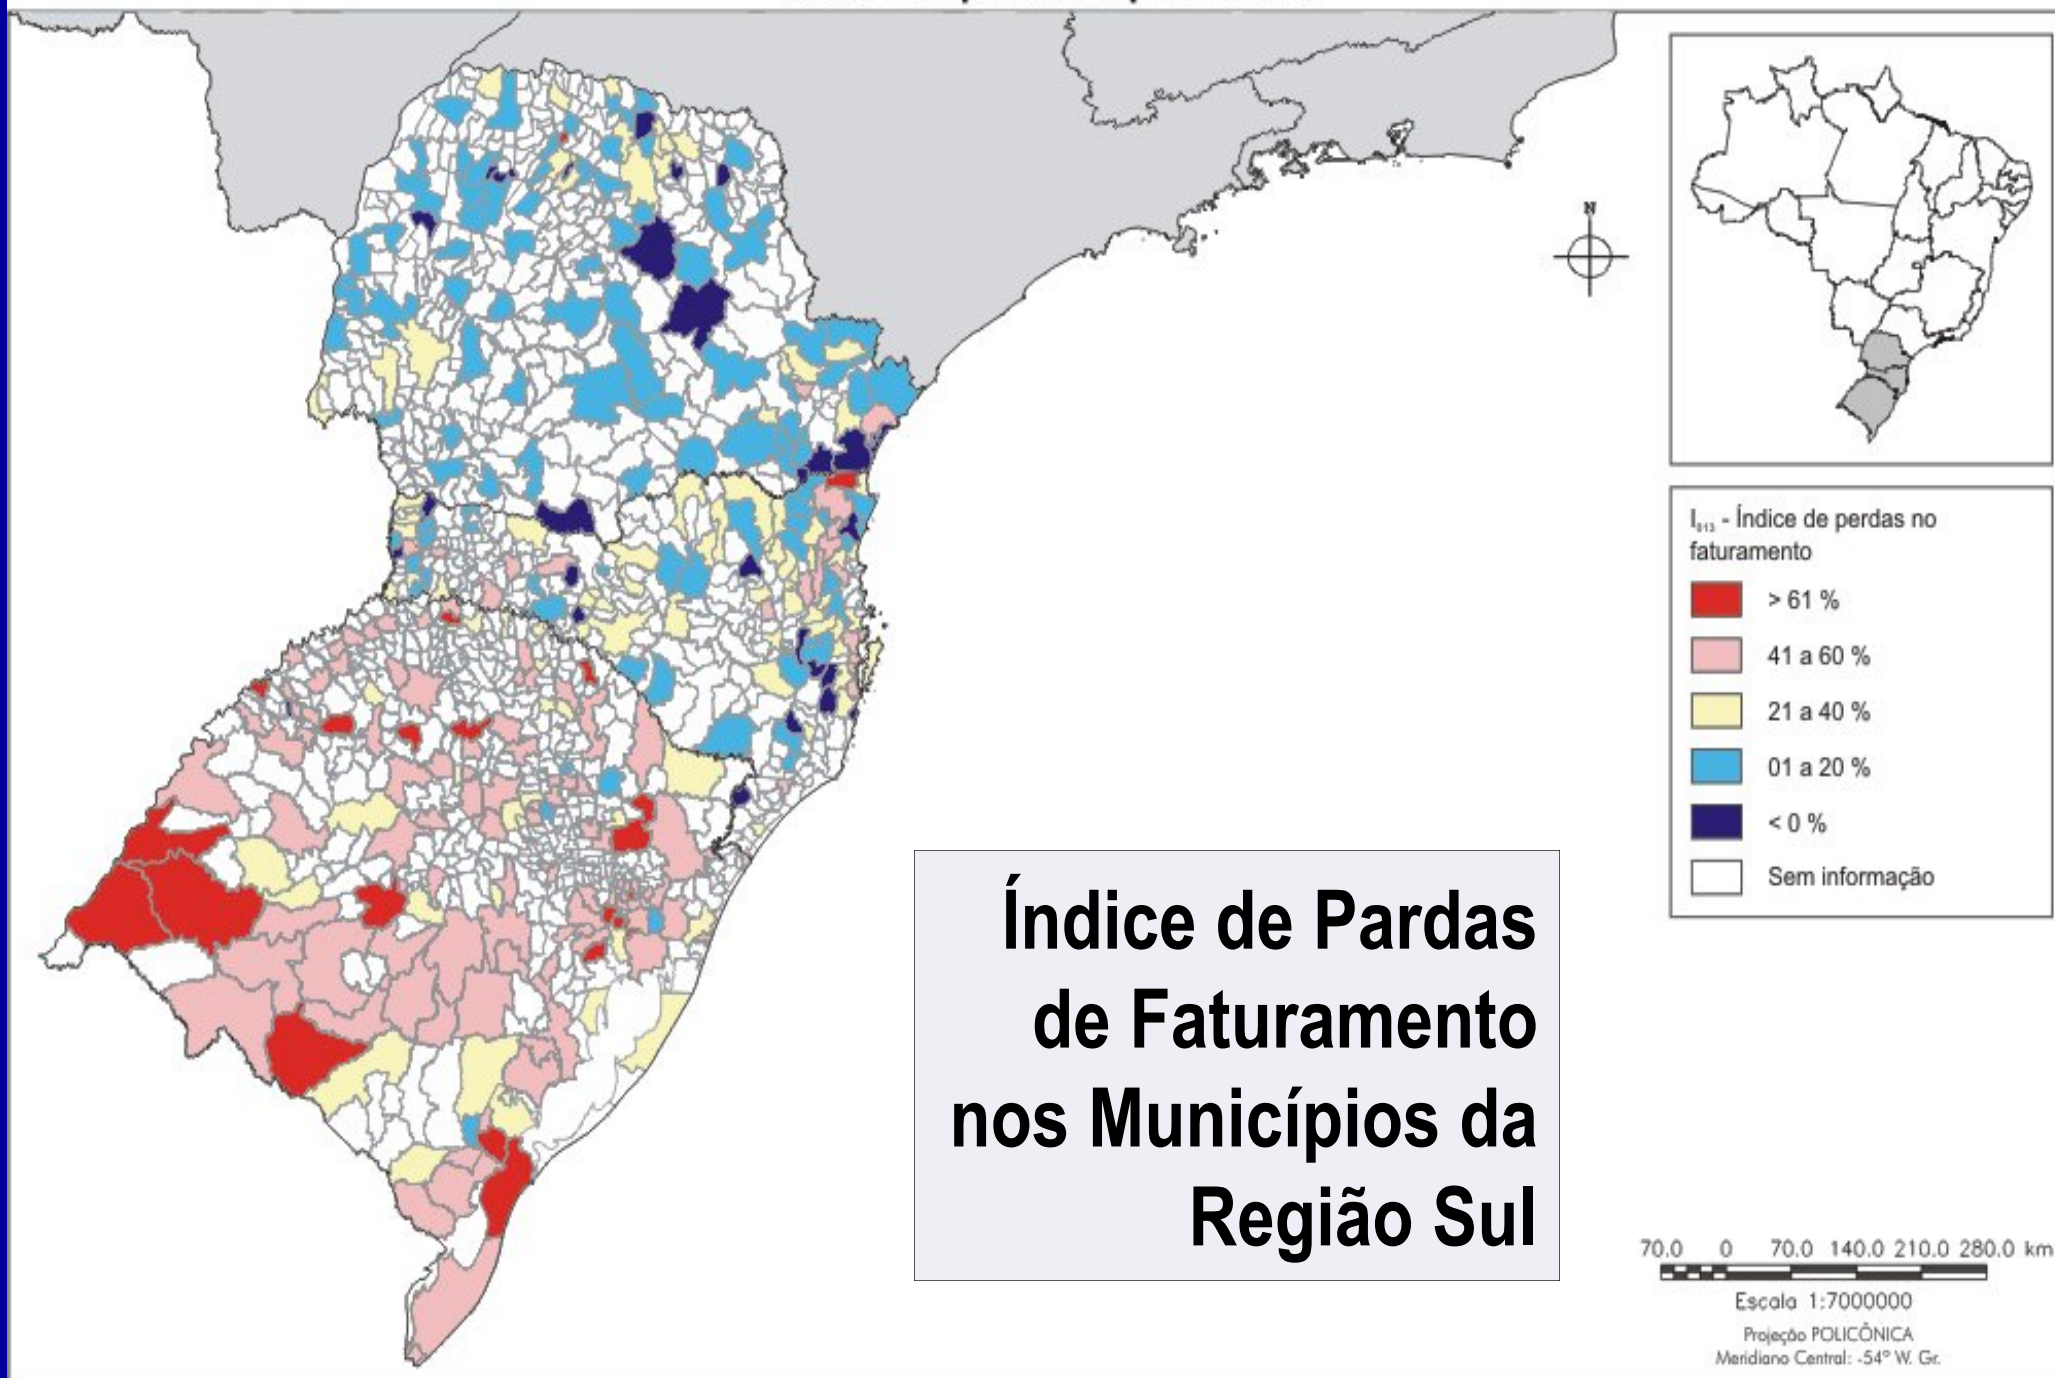 N
I₀₁₃ - Índice de perdas no
faturamento
> 61 %
41 a 60 %
21 a 40 %
01 a 20 %
< 0 %
Sem informação
Índice de Pardas
de Faturamento
nos Municípios da
Região Sul
70.0 0 70.0 140.0 210.0 280.0 km
Escala 1:7000000
Projeção POLICÔNICA
Meridiano Central: -54º W. Gr.